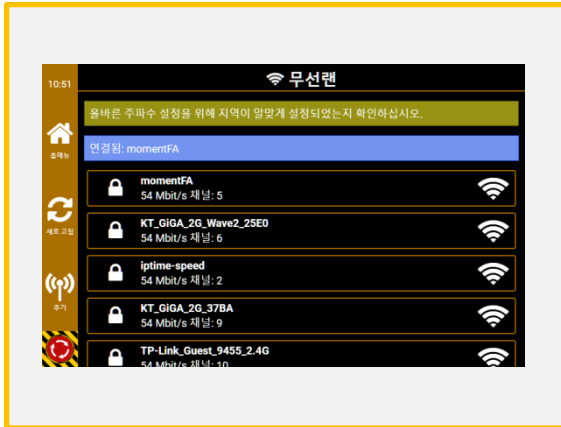 10:51
무선랜
올바른 주파수 설정을 위해 지역이 알맞게 설정되었는지 확인하십시오.
홈메뉴
연결됨: momentFA
momentFA
54 Mbit/s 채널: 5
새로 고침
KT_GiGA_2G_Wave2_25E0
54 Mbit/s 채널: 6
iptime-speed
54 Mbit/s 채널: 2
추가
KT_GiGA_2G_37BA
54 Mbit/s 채널: 9
TP-Link_Guest_9455_2.4G
54 Mbit/s 채널: 10